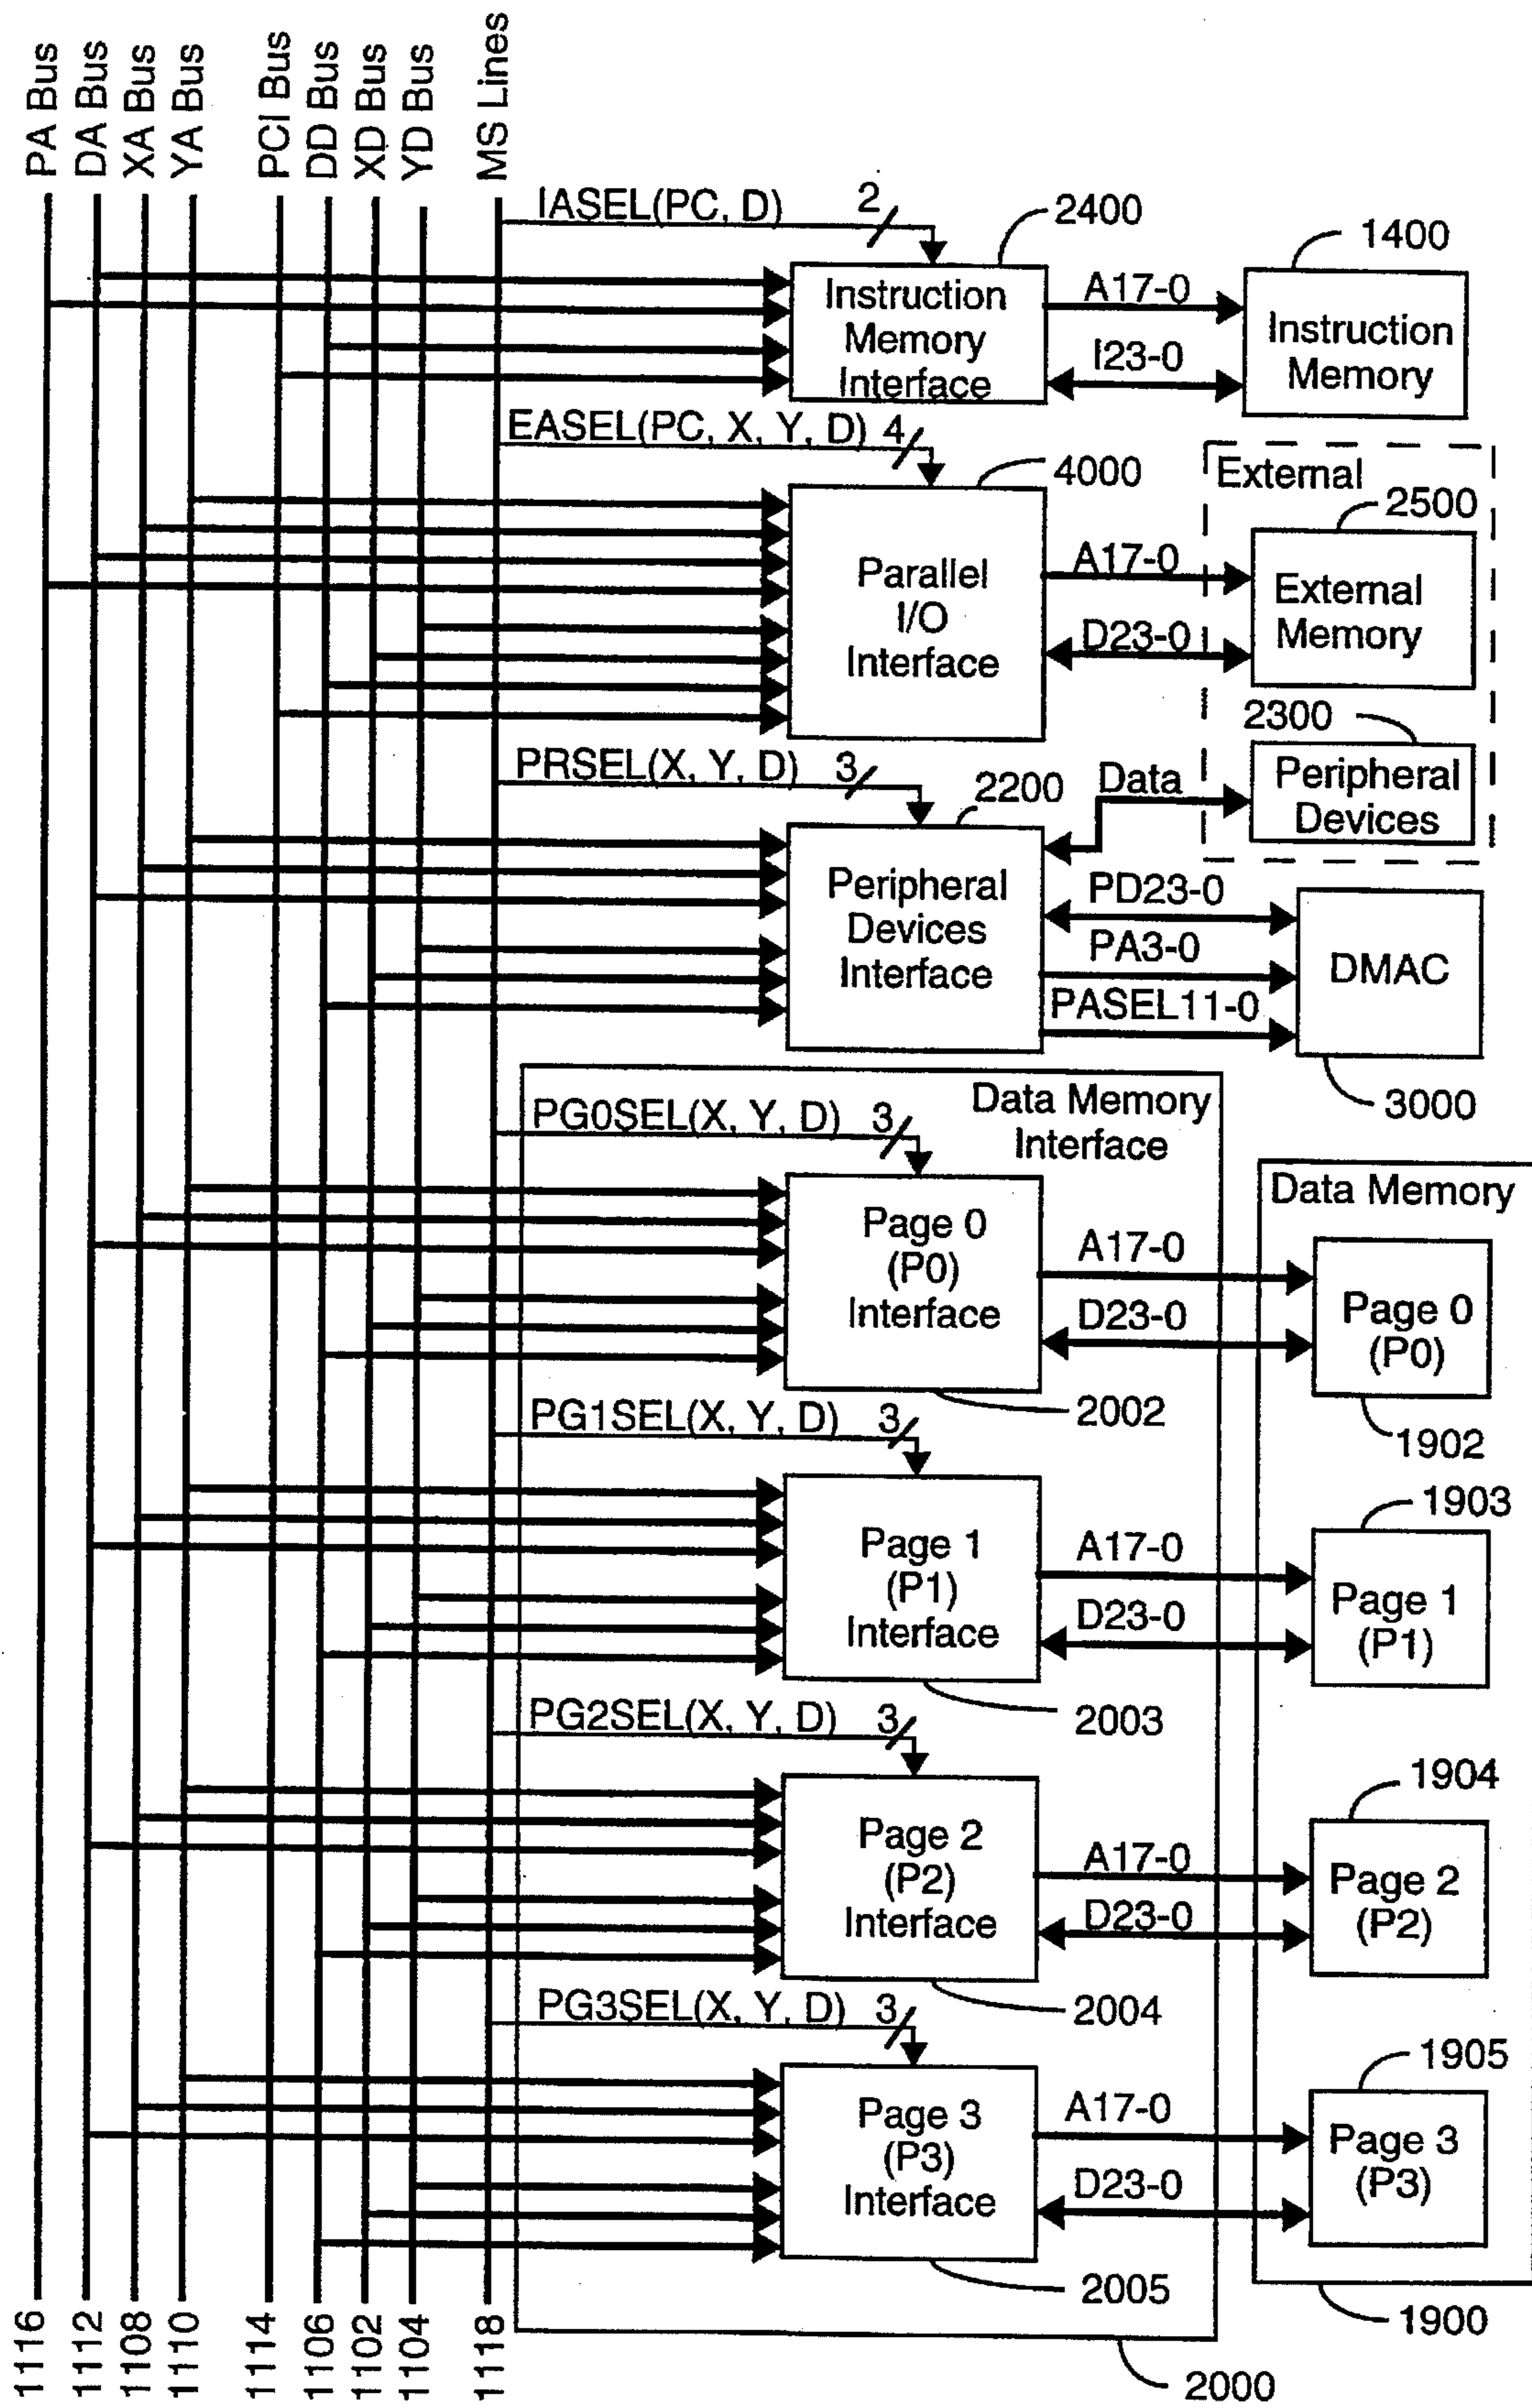 PA Bus
DA Bus
XA Bus
YA Bus
PCI Bus
DD Bus
XD Bus
YD Bus
MS Lines
IASEL(PC, D) 2
2400
1400
Instruction
Memory
Interface
A17-0
I23-0
Instruction
Memory
EASEL(PC, X, Y, D) 4
4000
External
2500
Parallel
I/O
Interface
A17-0
D23-0
External
Memory
2300
Peripheral
Devices
PRSEL(X, Y, D) 3
2200
Data
Peripheral
Devices
Interface
PD23-0
PA3-0
PASEL11-0
DMAC
3000
Data Memory
Interface
PG0SEL(X, Y, D) 3
Data Memory
Page 0
(P0)
Interface
A17-0
D23-0
Page 0
(P0)
2002
1902
PG1SEL(X, Y, D) 3
1903
Page 1
(P1)
Interface
A17-0
D23-0
Page 1
(P1)
2003
PG2SEL(X, Y, D) 3
1904
Page 2
(P2)
Interface
A17-0
D23-0
Page 2
(P2)
2004
PG3SEL(X, Y, D) 3
1905
Page 3
(P3)
Interface
A17-0
D23-0
Page 3
(P3)
2005
1900
2000
1116
1112
1108
1110
1114
1106
1102
1104
1118